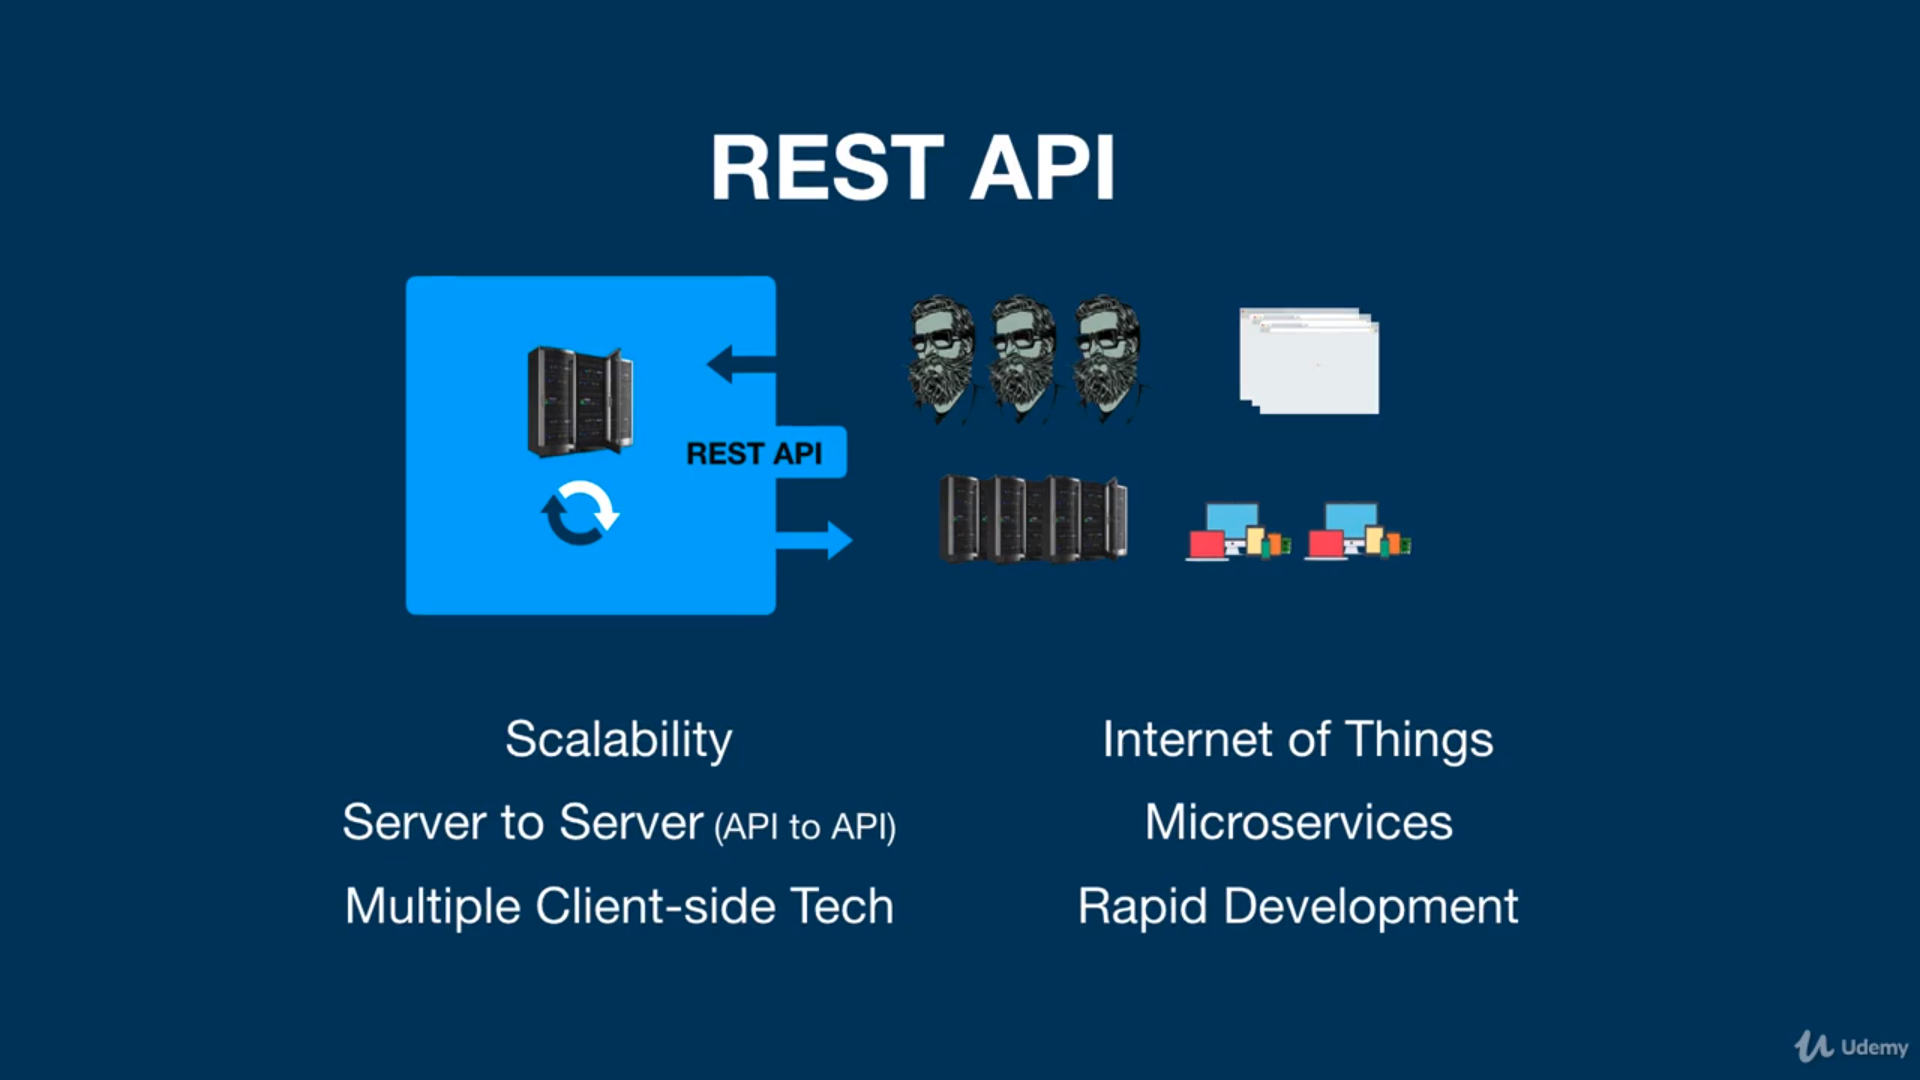 REST API
REST API
Scalability
Server to Server (API to API)
Multiple Client-side Tech
Internet of Things
Microservices
Rapid Development
Udemy